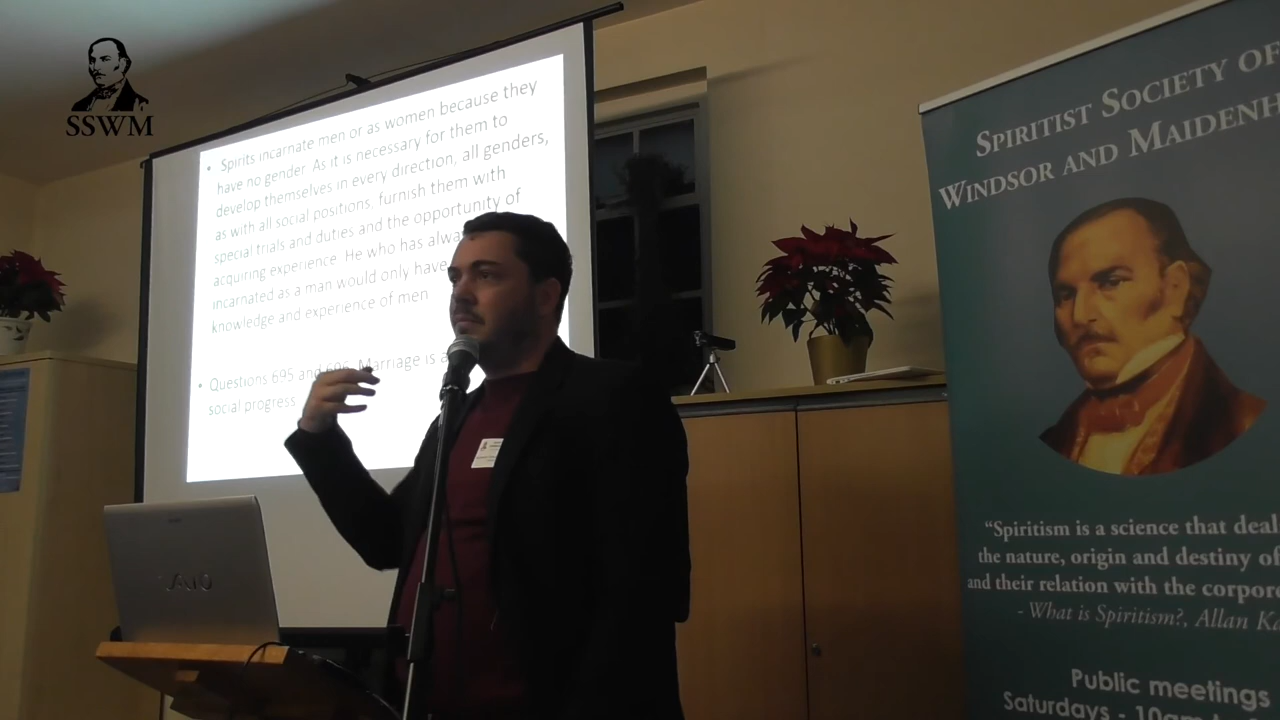 SSWM
• Spirits incarnate men or as women because they
have no gender. As it is necessary for them to
develop themselves in every direction, all genders,
as with all social positions, furnish them with
special trials and duties and the opportunity of
acquiring experience. He who has alwa
incarnated as a man would only have
knowledge and experience of men
• Questions 695 and 696. Marriage is a
social progress
VAIO
SPIRITIST SOCIETY OF
WINDSOR AND MAIDENH
“Spiritism is a science that deal
the nature, origin and destiny of
and their relation with the corpore
- What is Spiritism?, Allan Ka
Public meetings
Saturdays - 10am